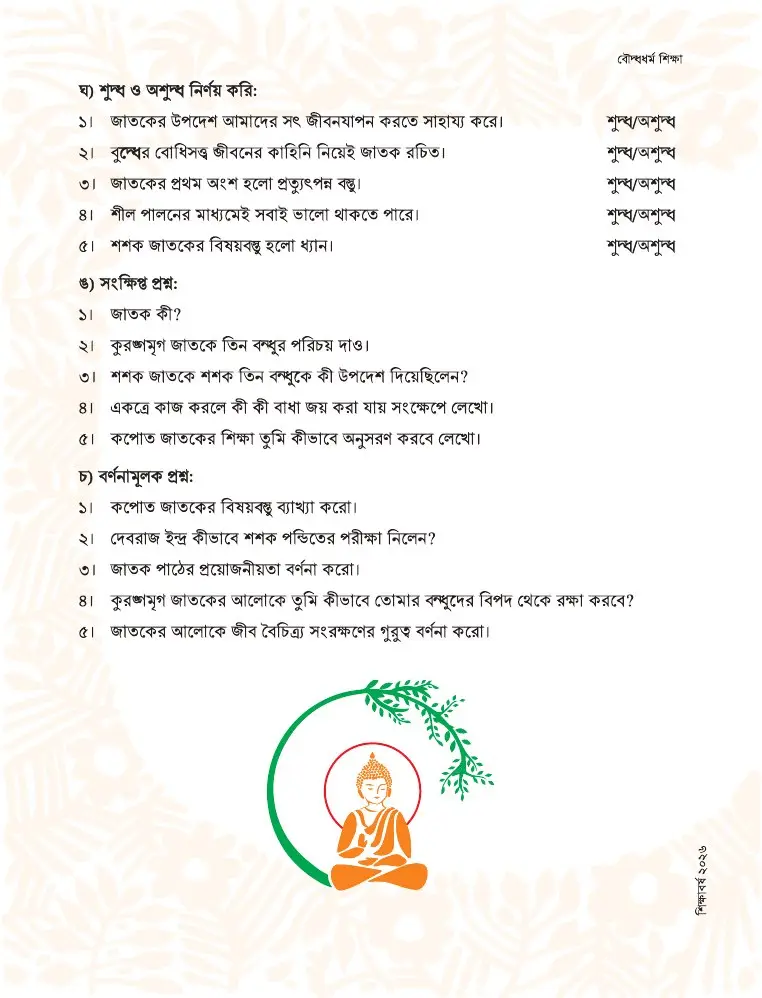 বৌদ্ধধর্ম শিক্ষা
ঘ) শুদ্ধ ও অশুদ্ধ নির্ণয় করি:
১। জাতকের উপদেশ আমাদের সৎ জীবনযাপন করতে সাহায্য করে। শুদ্ধ/অশুদ্ধ
২। বুদ্ধের বোধিসত্ত্ব জীবনের কাহিনি নিয়েই জাতক রচিত। শুদ্ধ/অশুদ্ধ
৩। জাতকের প্রথম অংশ হলো প্রত্যুৎপন্ন বস্তু। শুদ্ধ/অশুদ্ধ
৪। শীল পালনের মাধ্যমেই সবাই ভালো থাকতে পারে। শুদ্ধ/অশুদ্ধ
৫। শশক জাতকের বিষয়বস্তু হলো ধ্যান। শুদ্ধ/অশুদ্ধ
ঙ) সংক্ষিপ্ত প্রশ্ন:
১। জাতক কী?
২। কুরঙ্গমৃগ জাতকে তিন বন্ধুর পরিচয় দাও।
৩। শশক জাতকে শশক তিন বন্ধুকে কী উপদেশ দিয়েছিলেন?
৪। একত্রে কাজ করলে কী কী বাধা জয় করা যায় সংক্ষেপে লেখো।
৫। কপোত জাতকের শিক্ষা তুমি কীভাবে অনুসরণ করবে লেখো।
চ) বর্ণনামূলক প্রশ্ন:
১। কপোত জাতকের বিষয়বস্তু ব্যাখ্যা করো।
২। দেবরাজ ইন্দ্র কীভাবে শশক পন্ডিতের পরীক্ষা নিলেন?
৩। জাতক পাঠের প্রয়োজনীয়তা বর্ণনা করো।
৪। কুরঙ্গমৃগ জাতকের আলোকে তুমি কীভাবে তোমার বন্ধুদের বিপদ থেকে রক্ষা করবে?
৫। জাতকের আলোকে জীব বৈচিত্র্য সংরক্ষণের গুরুত্ব বর্ণনা করো।
শিক্ষাবর্ষ ২০২৬